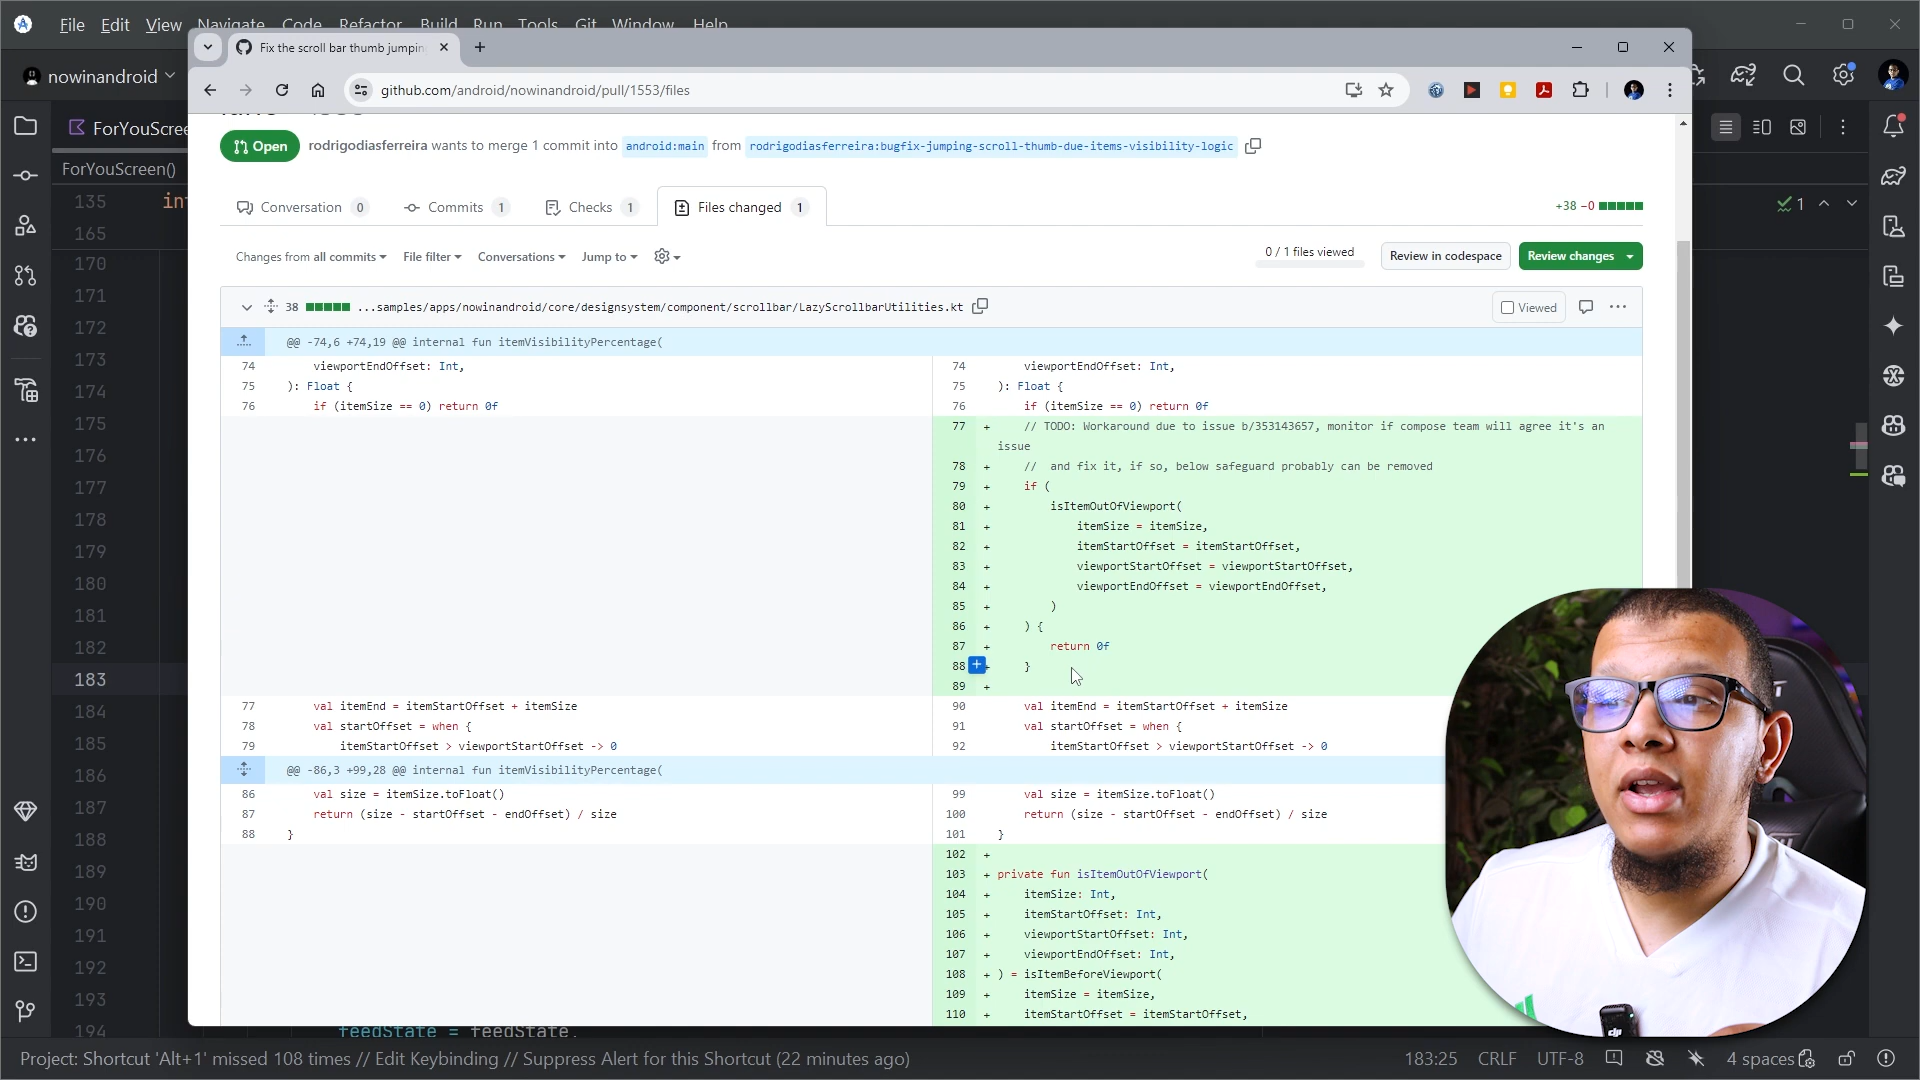 File Edit View Navigate Code Refactor Build Run Tools Git Window Help
Fix the scroll bar thumb jumpin
nowinandroid
github.com/android/nowinandroid/pull/1553/files
ForYouScree
ForYouScreen()
Open rodrigodiasferreira wants to merge 1 commit into android:main from rodrigodiasferreira:bugfix-jumping-scroll-thumb-due-items-visibility-logic
Conversation 0 Commits 1 Checks 1 Files changed 1 +38 −0
Changes from all commits File filter Conversations Jump to 0 / 1 files viewed Review in codespace Review changes
38 ...samples/apps/nowinandroid/core/designsystem/component/scrollbar/LazyScrollbarUtilities.kt Viewed
@@ -74,6 +74,19 @@ internal fun itemVisibilityPercentage(
74 viewportEndOffset: Int, 74 viewportEndOffset: Int,
75 ): Float { 75 ): Float {
76 if (itemSize == 0) return 0f 76 if (itemSize == 0) return 0f
77 + // TODO: Workaround due to issue b/353143657, monitor if compose team will agree it's an
issue
78 + // and fix it, if so, below safeguard probably can be removed
79 + if (
80 + isItemOutOfViewport(
81 + itemSize = itemSize,
82 + itemStartOffset = itemStartOffset,
83 + viewportStartOffset = viewportStartOffset,
84 + viewportEndOffset = viewportEndOffset,
85 + )
86 + ) {
87 + return 0f
88 + }
89 +
77 val itemEnd = itemStartOffset + itemSize 90 val itemEnd = itemStartOffset + itemSize
78 val startOffset = when { 91 val startOffset = when {
79 itemStartOffset > viewportStartOffset -> 0 92 itemStartOffset > viewportStartOffset -> 0
@@ -86,3 +99,28 @@ internal fun itemVisibilityPercentage(
86 val size = itemSize.toFloat() 99 val size = itemSize.toFloat()
87 return (size - startOffset - endOffset) / size 100 return (size - startOffset - endOffset) / size
88 } 101 }
102 +
103 + private fun isItemOutOfViewport(
104 + itemSize: Int,
105 + itemStartOffset: Int,
106 + viewportStartOffset: Int,
107 + viewportEndOffset: Int,
108 + ) = isItemBeforeViewport(
109 + itemSize = itemSize,
110 + itemStartOffset = itemStartOffset,
135 in
165
170
171
172
173
174
175
176
177
178
179
180
181
182
183
184
185
186
187
188
189
190
191
192
193
194 feedState = feedState,
1
dji
Project: Shortcut 'Alt+1' missed 108 times // Edit Keybinding // Suppress Alert for this Shortcut (22 minutes ago) 183:25 CRLF UTF-8 4 spaces